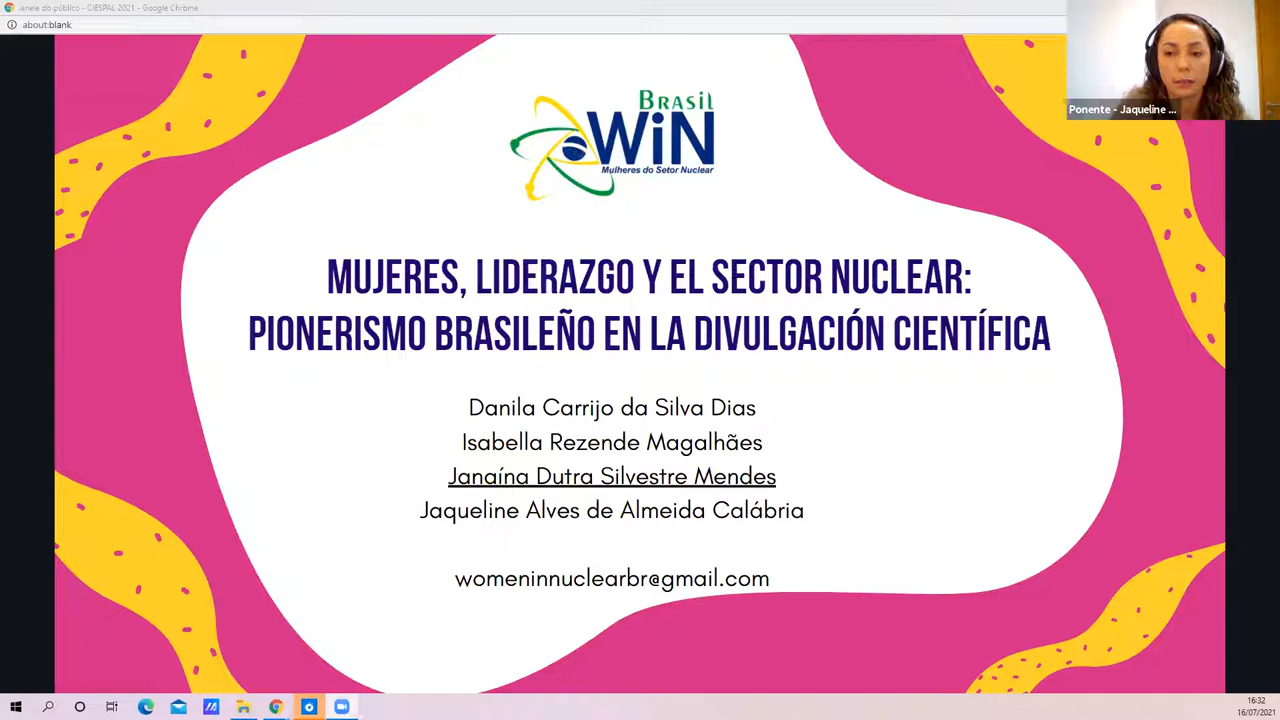 Janela do público - CIESPAL 2021 - Google Chrome
about:blank
Ponente - Jaqueline ...
BRASIL
WiN
Mulheres do Setor Nuclear
MUJERES, LIDERAZGO Y EL SECTOR NUCLEAR:
PIONERISMO BRASILEÑO EN LA DIVULGACIÓN CIENTÍFICA
Danila Carrijo da Silva Dias
Isabella Rezende Magalhães
Janaína Dutra Silvestre Mendes
Jaqueline Alves de Almeida Calábria
womeninnuclearbr@gmail.com
16:32
16/07/2021